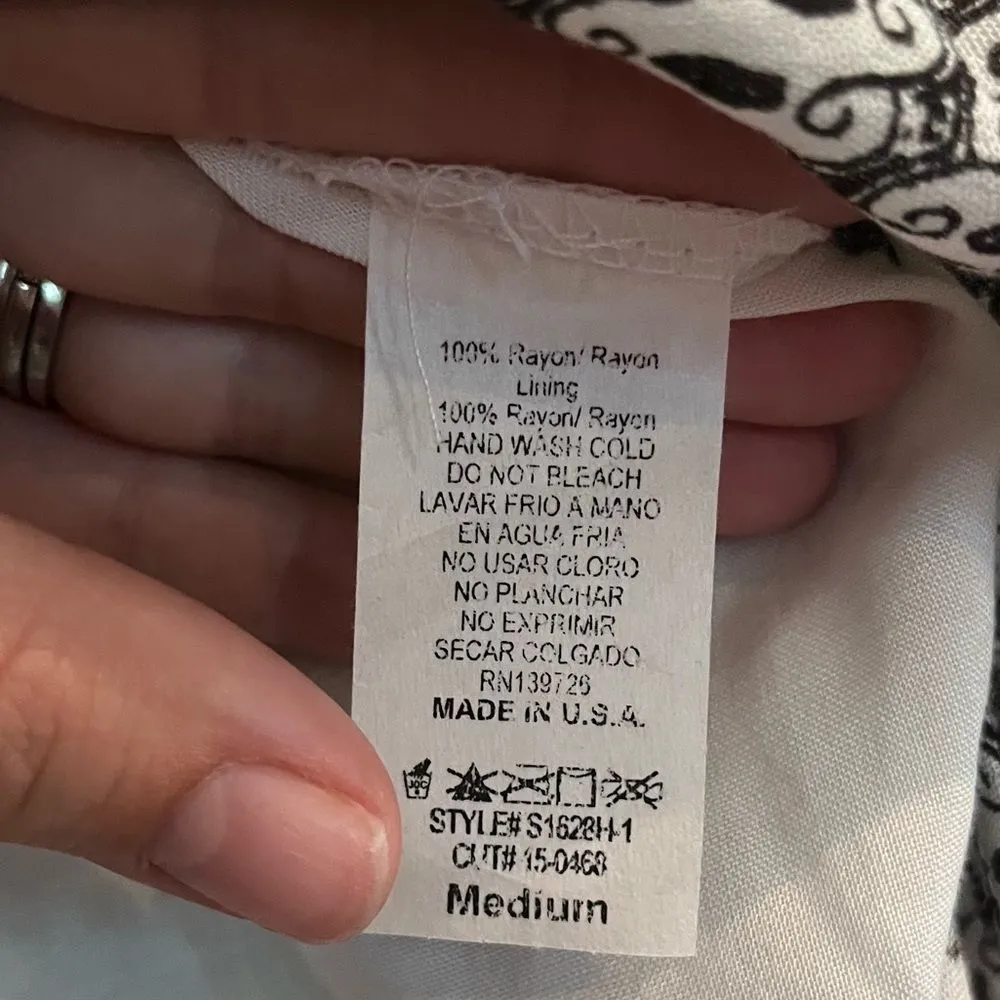 100% Rayon/ Rayon
Lining
100% Rayon/ Rayon
HAND WASH COLD
DO NOT BLEACH
LAVAR FRIO A MANO
EN AGUA FRIA
NO USAR CLORO
NO PLANCHAR
NO EXPRIMIR
SECAR COLGADO
RN139726
MADE IN U.S.A.
STYLE# S1628H-1
CUT# 15-0468
Medium